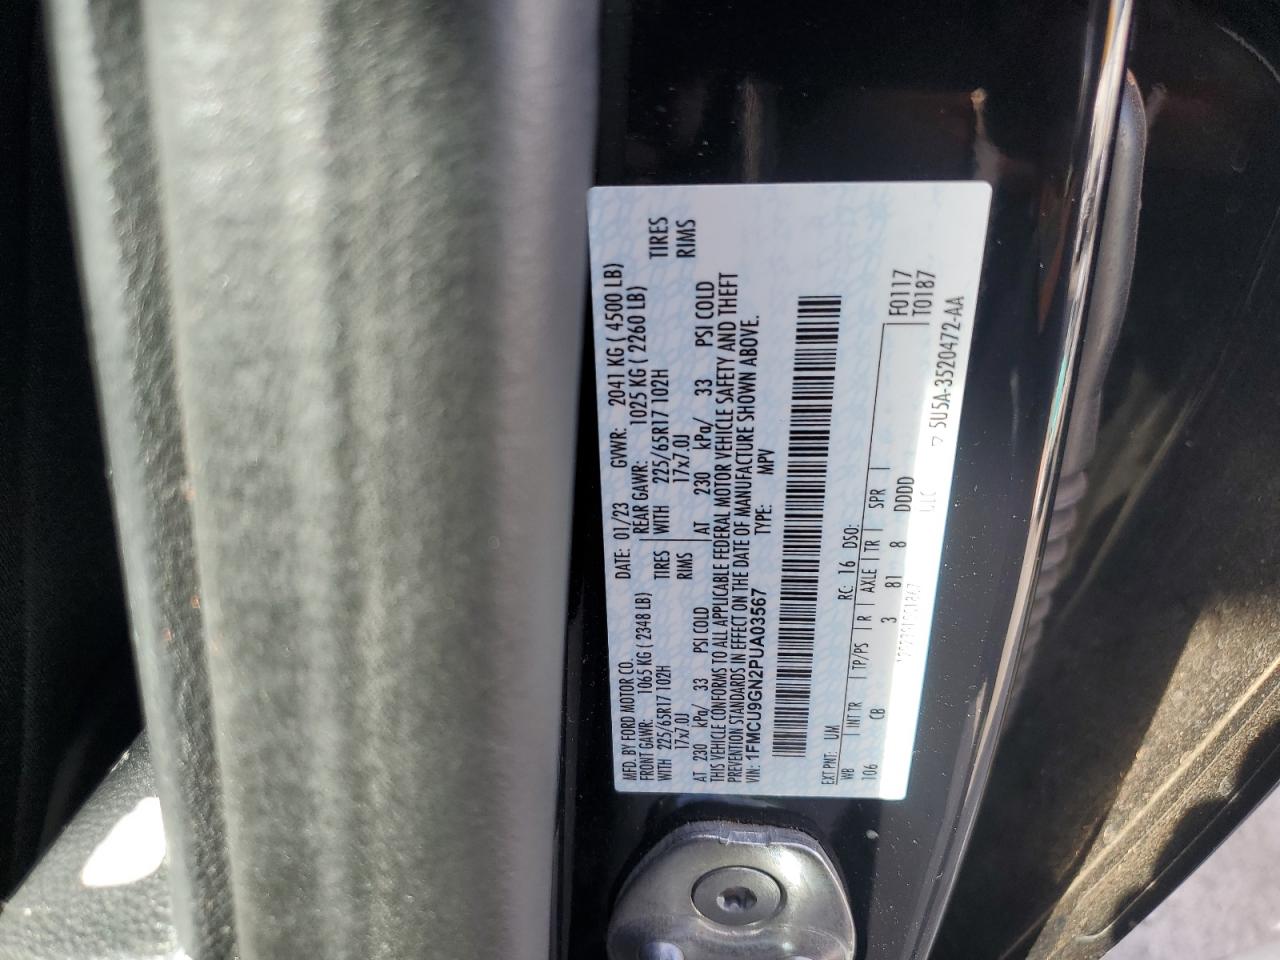 MFD. BY FORD MOTOR CO.
DATE: 01/23 GVWR: 2041 KG ( 4500 LB)
FRONT GAWR: 1065 KG ( 2348 LB)
REAR GAWR: 1025 KG ( 2260 LB)
WITH 225/65R17 102H TIRES
WITH 225/65R17 102H TIRES
17x7.0J RIMS
17x7.0J RIMS
AT 230 kPa/ 33 PSI COLD
AT 230 kPa/ 33 PSI COLD
THIS VEHICLE CONFORMS TO ALL APPLICABLE FEDERAL MOTOR VEHICLE SAFETY AND THEFT
PREVENTION STANDARDS IN EFFECT ON THE DATE OF MANUFACTURE SHOWN ABOVE.
VIN: 1FMCU9GN2PUA03567 TYPE: MPV
EXT PNT: UM RC: 16 DSO:
WB INT TR TP/PS R AXLE TR SPR
106 CB 3 81 8 DDDD
F0117
T0187
UTC
▽ 5U5A-3520472-AA